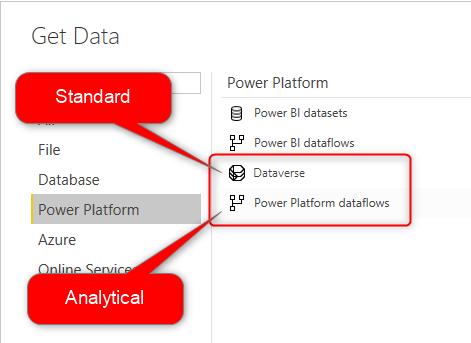 Get Data
Standard
Power Platform
Power BI datasets
File
Power BI dataflows
Database
Dataverse
Power Platform
Power Platform dataflows
Azure
Online Services
Analytical